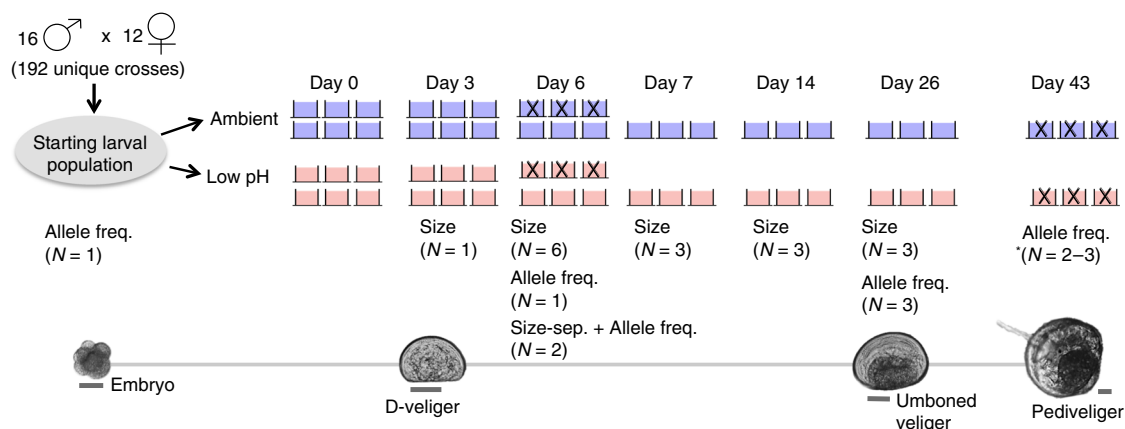 16 ♂ x 12 ♀
(192 unique crosses)
Starting larval
population
Ambient
Low pH
Day 0
Day 3
Day 6
Day 7
Day 14
Day 26
Day 43
X X X
X X X
X X X
X X X
Allele freq.
(N = 1)
Size
(N = 1)
Size
(N = 6)
Allele freq.
(N = 1)
Size-sep. + Allele freq.
(N = 2)
Size
(N = 3)
Size
(N = 3)
Size
(N = 3)
Allele freq.
(N = 3)
Allele freq.
*(N = 2–3)
Embryo
D-veliger
Umboned
veliger
Pediveliger